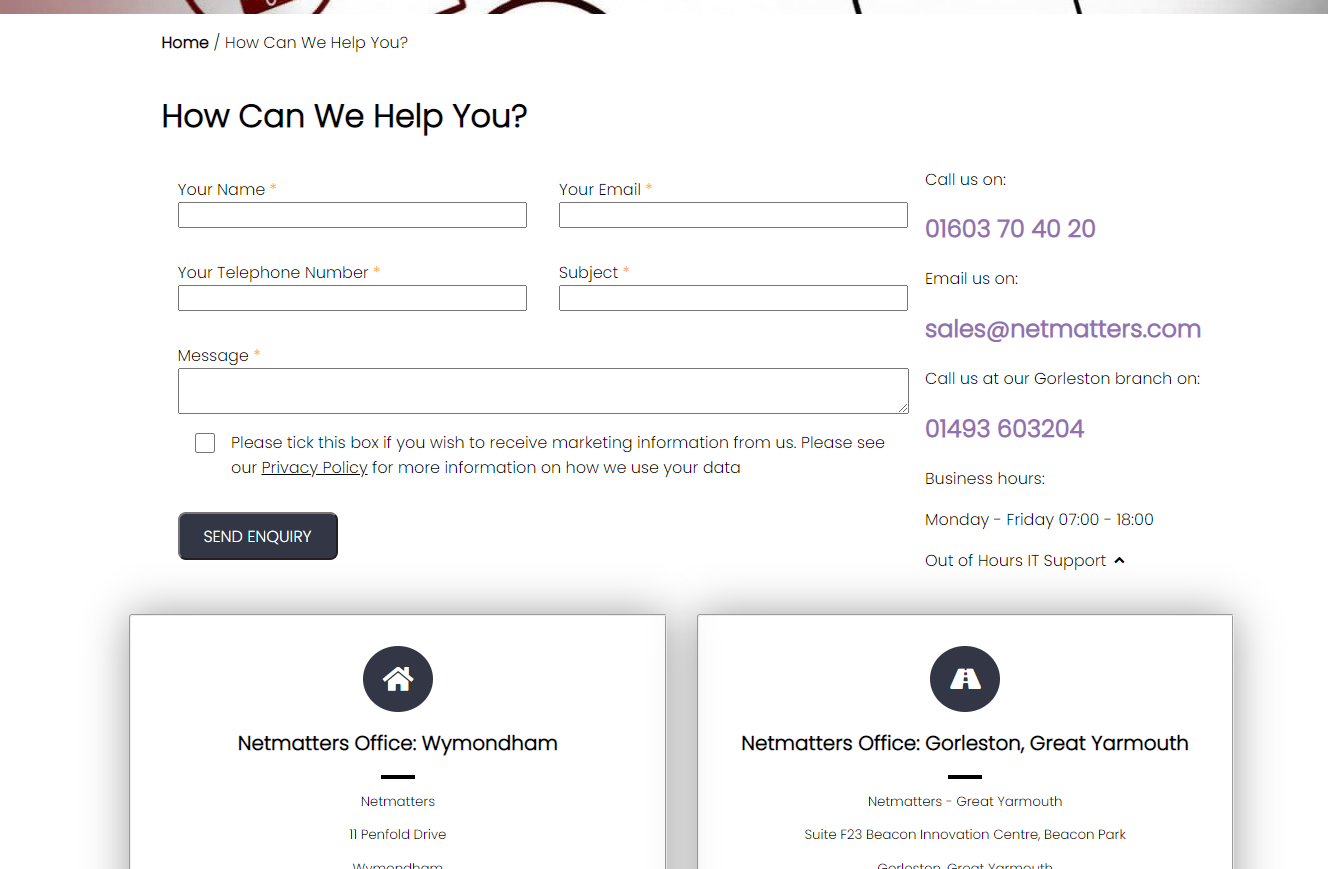 Home / How Can We Help You?
How Can We Help You?
Your Name *
Your Email *
Your Telephone Number *
Subject *
Message *
Please tick this box if you wish to receive marketing information from us. Please see
our Privacy Policy for more information on how we use your data
SEND ENQUIRY
Call us on:
01603 70 40 20
Email us on:
sales@netmatters.com
Call us at our Gorleston branch on:
01493 603204
Business hours:
Monday - Friday 07:00 - 18:00
Out of Hours IT Support
Netmatters Office: Wymondham
Netmatters
11 Penfold Drive
Wymondham
Netmatters Office: Gorleston, Great Yarmouth
Netmatters - Great Yarmouth
Suite F23 Beacon Innovation Centre, Beacon Park
Gorleston, Great Yarmouth